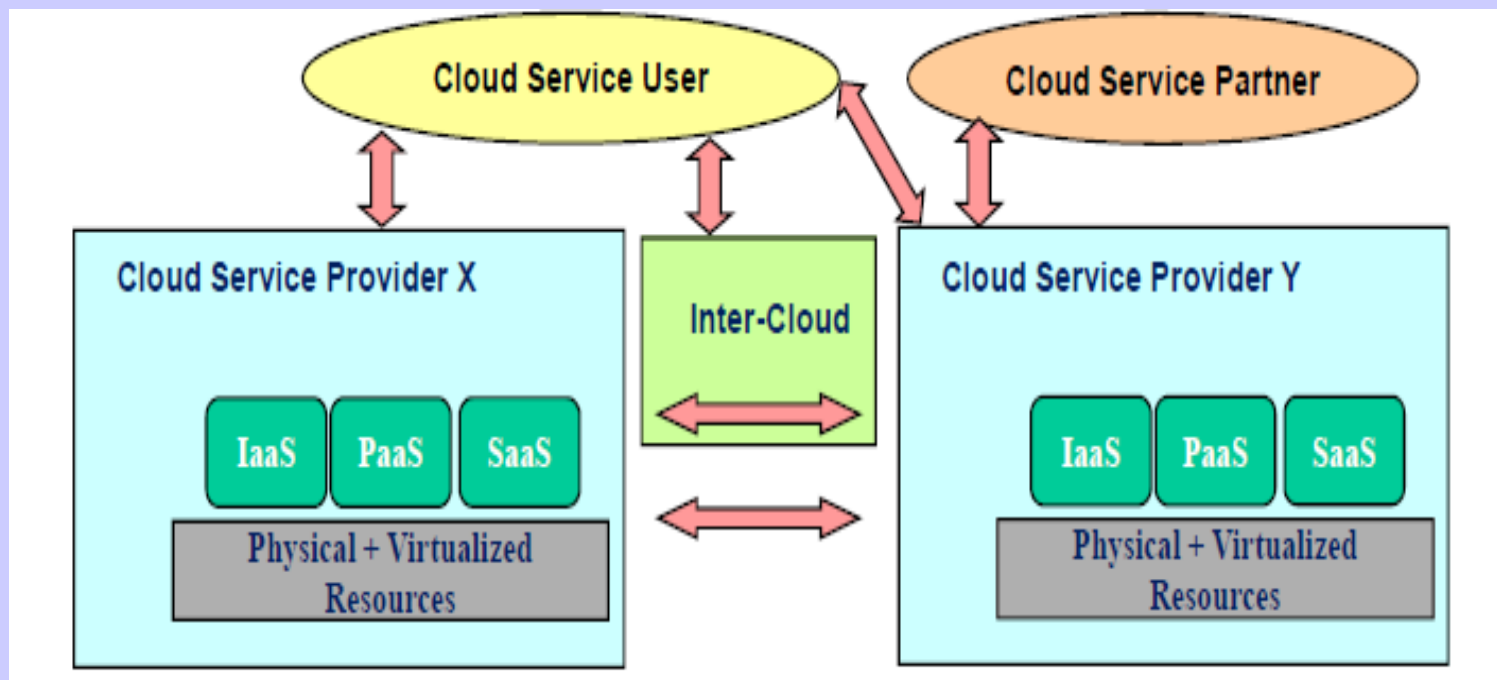 Cloud Service User
Cloud Service Partner
Cloud Service Provider X
Inter-Cloud
Cloud Service Provider Y
IaaS
PaaS
SaaS
Physical + Virtualized
Resources
IaaS
PaaS
SaaS
Physical + Virtualized
Resources